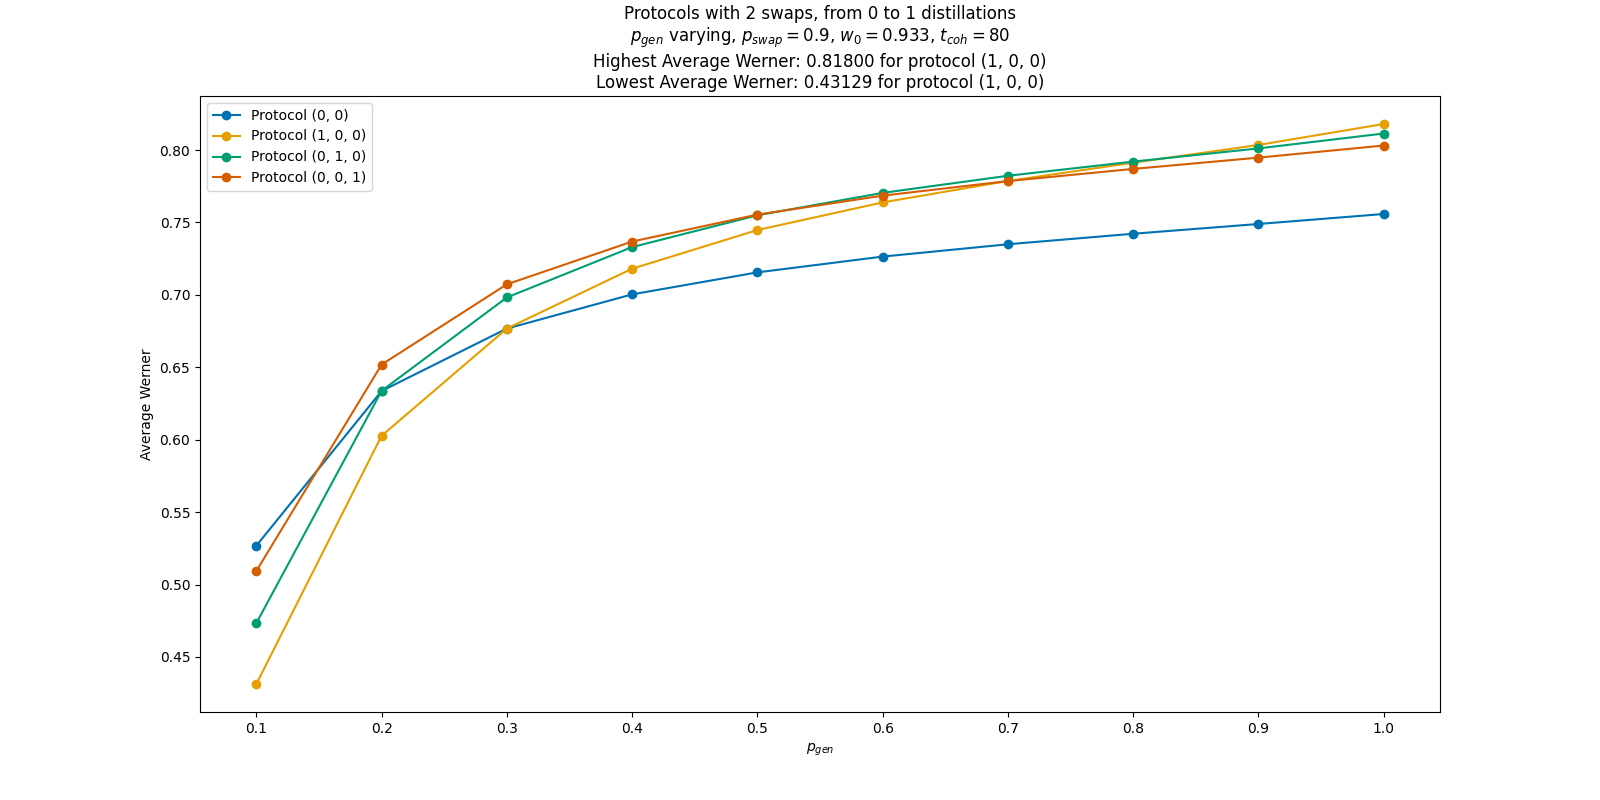 Protocols with 2 swaps, from 0 to 1 distillations
p_gen varying, p_swap = 0.9, w_0 = 0.933, t_coh = 80
Highest Average Werner: 0.81800 for protocol (1, 0, 0)
Lowest Average Werner: 0.43129 for protocol (1, 0, 0)
Protocol (0, 0)
Protocol (1, 0, 0)
Protocol (0, 1, 0)
Protocol (0, 0, 1)
Average Werner
0.80
0.75
0.70
0.65
0.60
0.55
0.50
0.45
0.1 0.2 0.3 0.4 0.5 0.6 0.7 0.8 0.9 1.0
p_gen